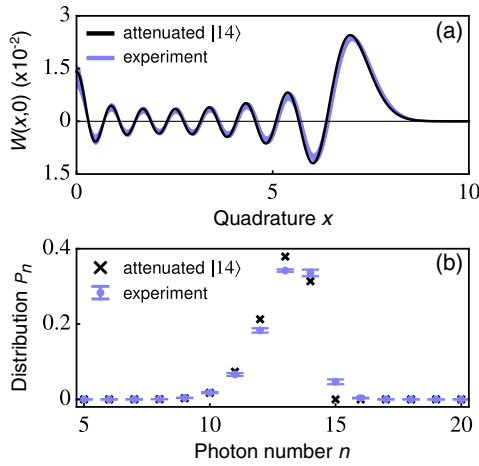 (a)
attenuated |14⟩
experiment
W(x,0) (x10⁻²)
1.5
0
1.5
0
5
10
Quadrature x
(b)
attenuated |14⟩
experiment
Distribution Pn
0.4
0.2
0
5
10
15
20
Photon number n